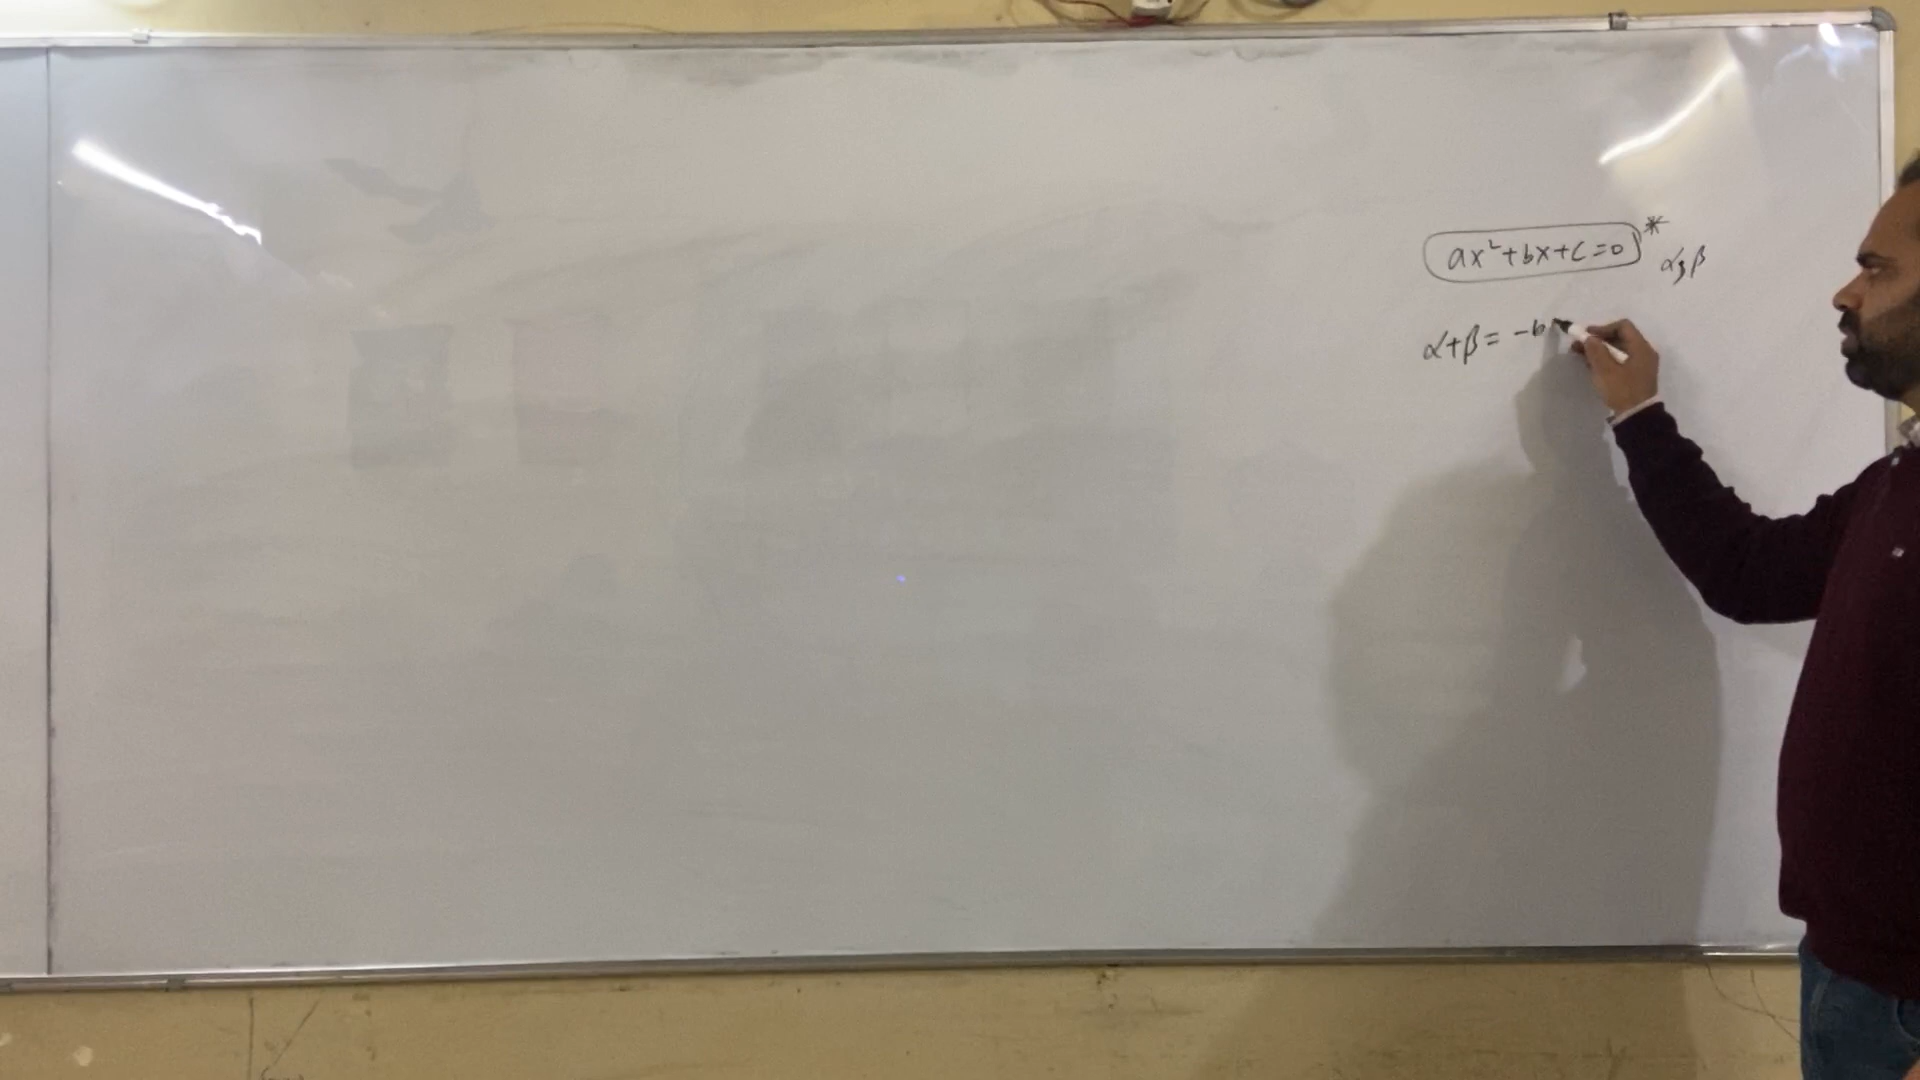 ax²+bx+c=0 *
α, β
α+β = -b